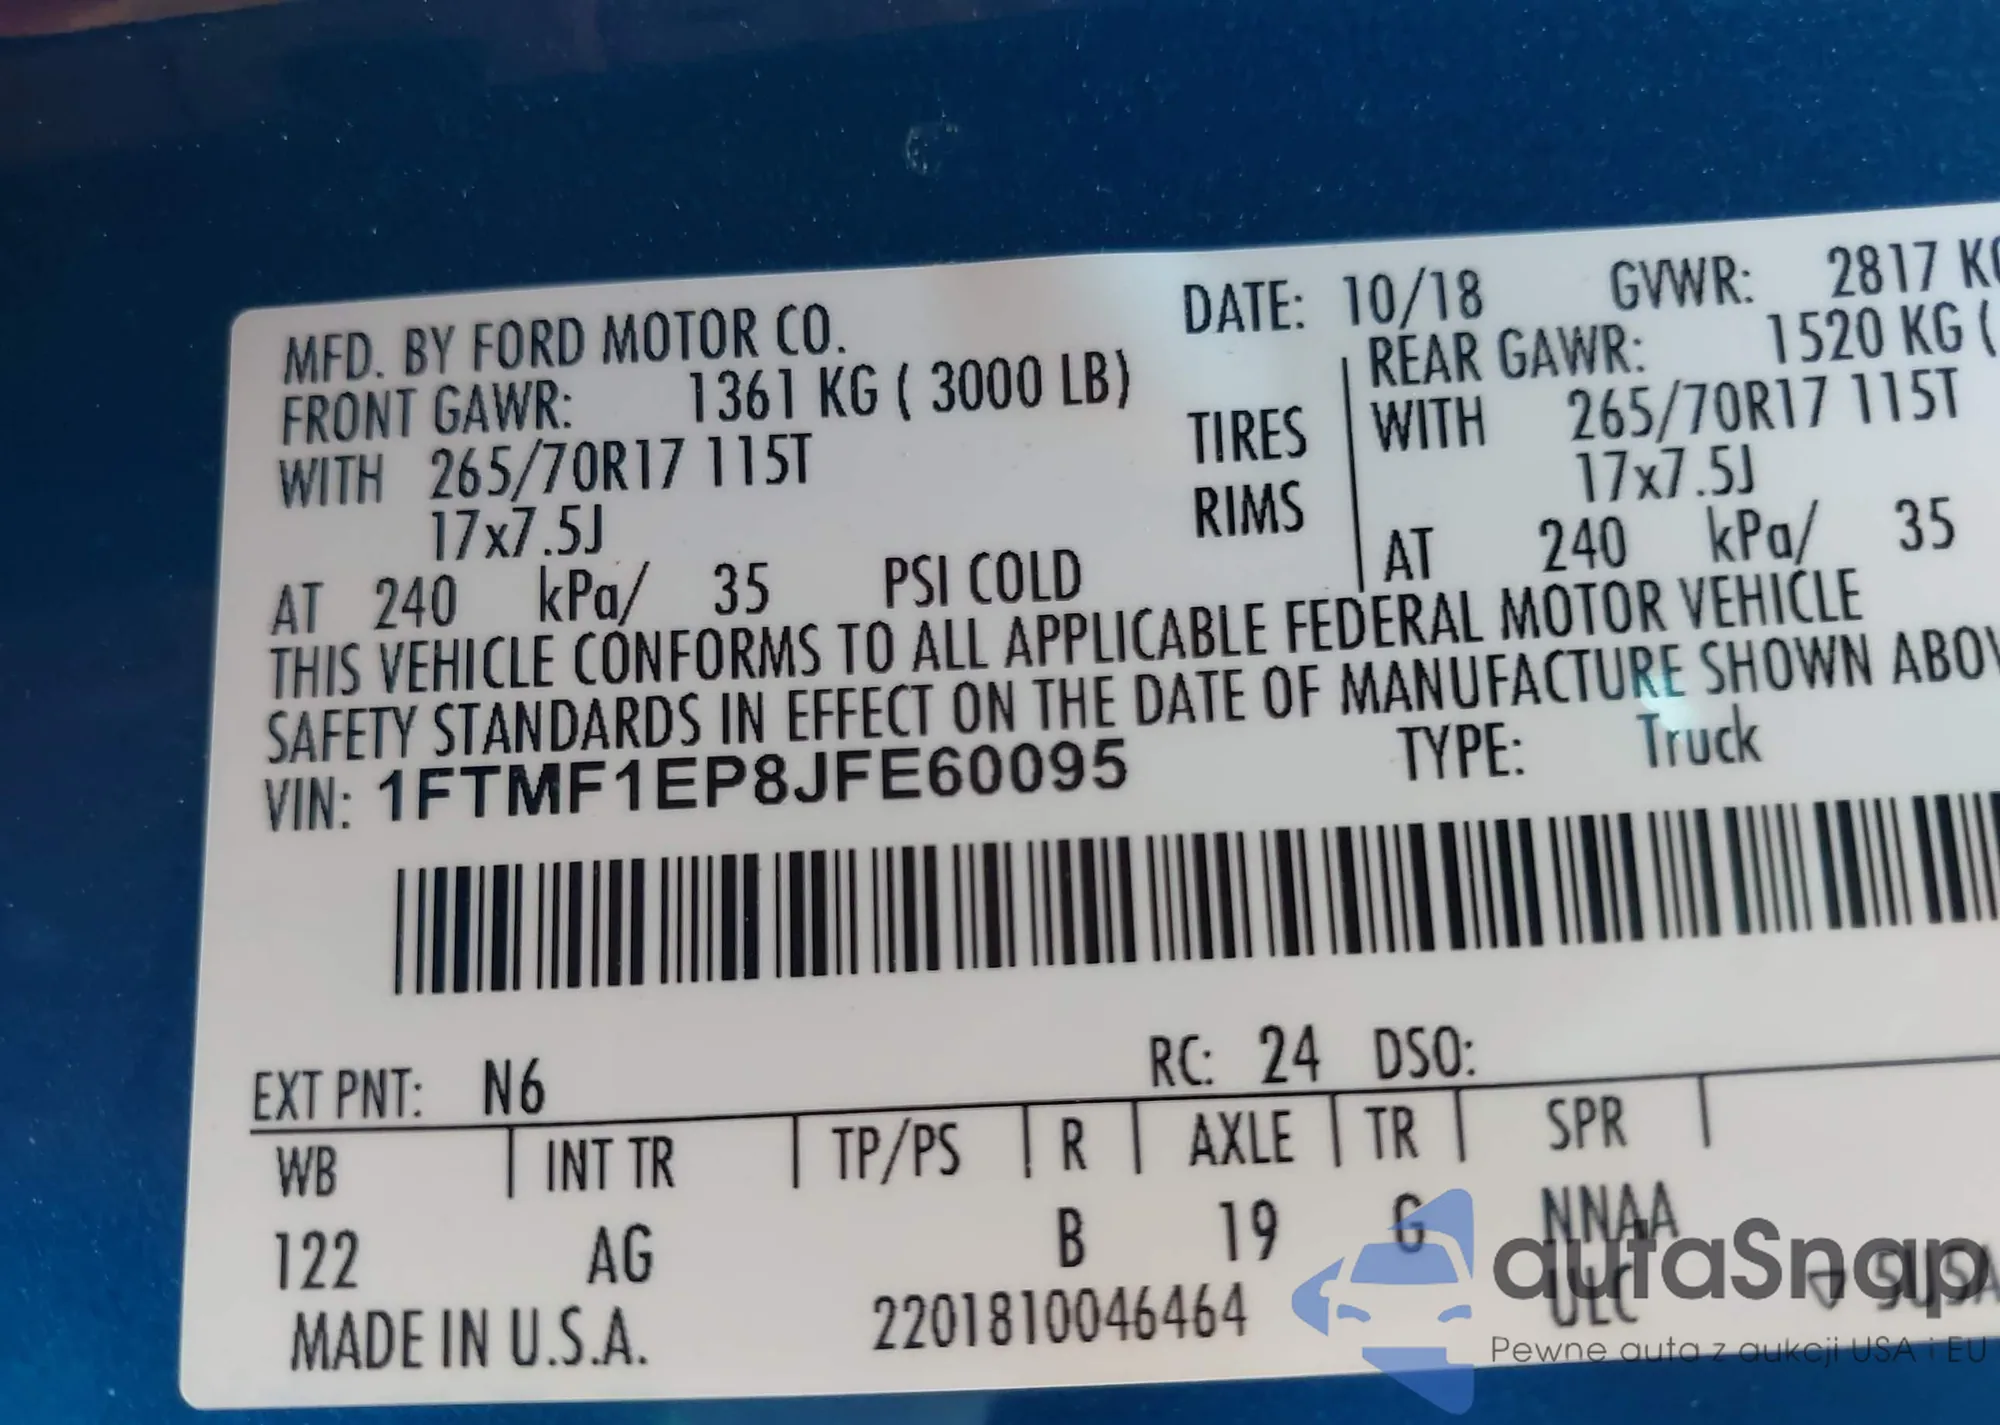 MFD. BY FORD MOTOR CO. DATE: 10/18 GVWR: 2817 KG
FRONT GAWR: 1361 KG ( 3000 LB) REAR GAWR: 1520 KG (
WITH 265/70R17 115T TIRES WITH 265/70R17 115T
17x7.5J RIMS 17x7.5J
AT 240 kPa/ 35 PSI COLD AT 240 kPa/ 35
THIS VEHICLE CONFORMS TO ALL APPLICABLE FEDERAL MOTOR VEHICLE
SAFETY STANDARDS IN EFFECT ON THE DATE OF MANUFACTURE SHOWN ABOV
VIN: 1FTMF1EP8JFE60095 TYPE: Truck
EXT PNT: N6 RC: 24 DSO:
WB INT TR TP/PS R AXLE TR SPR
122 AG B 19 G NNAA
ULC
MADE IN U.S.A. 2201810046464
autaSnap
Pewne auta z aukcji USA i EU